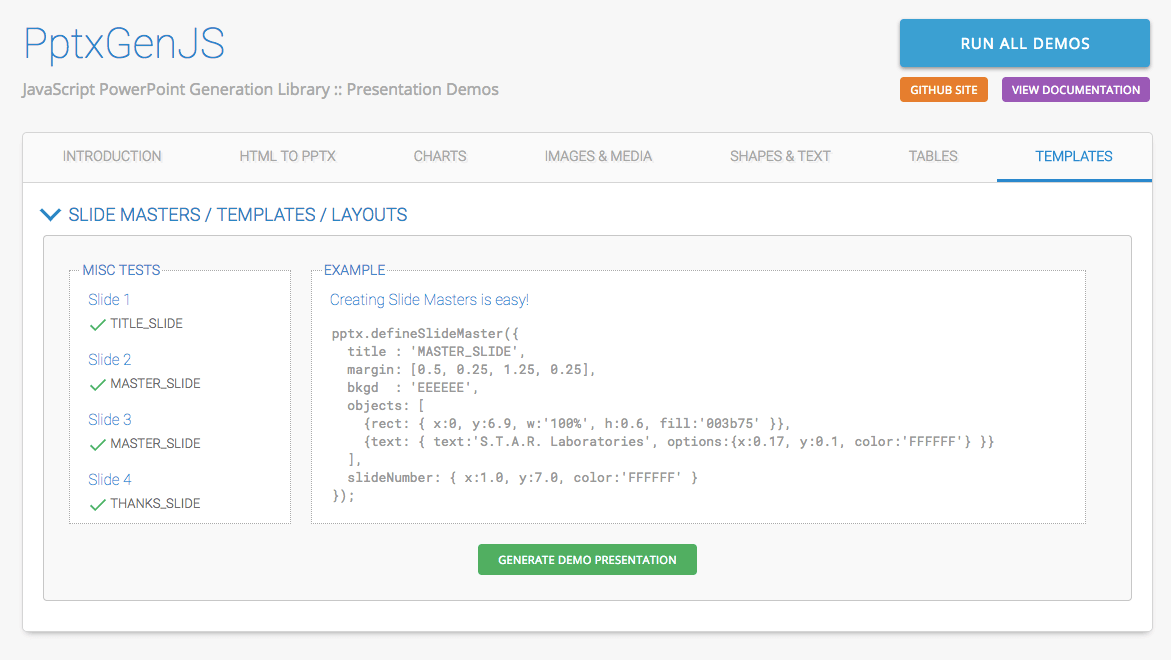 PptxGenJS
RUN ALL DEMOS
JavaScript PowerPoint Generation Library :: Presentation Demos
GITHUB SITE
VIEW DOCUMENTATION
INTRODUCTION
HTML TO PPTX
CHARTS
IMAGES & MEDIA
SHAPES & TEXT
TABLES
TEMPLATES
SLIDE MASTERS / TEMPLATES / LAYOUTS
MISC TESTS
Slide 1
TITLE_SLIDE
Slide 2
MASTER_SLIDE
Slide 3
MASTER_SLIDE
Slide 4
THANKS_SLIDE
EXAMPLE
Creating Slide Masters is easy!
pptx.defineSlideMaster({
  title : 'MASTER_SLIDE',
  margin: [0.5, 0.25, 1.25, 0.25],
  bkgd  : 'EEEEEE',
  objects: [
    {rect: { x:0, y:6.9, w:'100%', h:0.6, fill:'003b75' }},
    {text: { text:'S.T.A.R. Laboratories', options:{x:0.17, y:0.1, color:'FFFFFF'} }}
  ],
  slideNumber: { x:1.0, y:7.0, color:'FFFFFF' }
});
GENERATE DEMO PRESENTATION